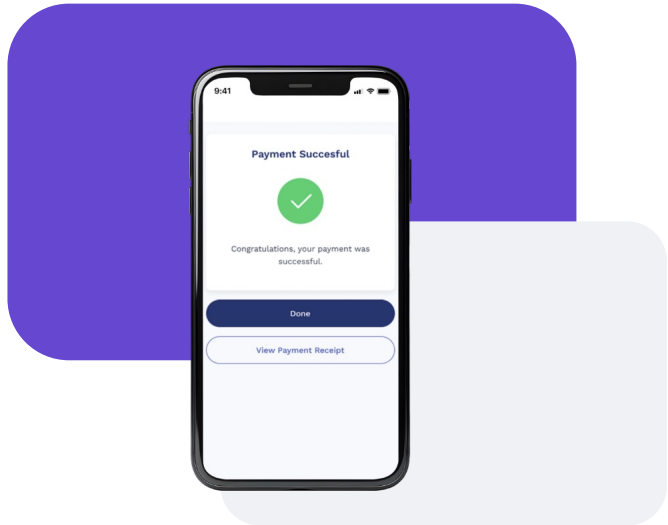 9:41
Payment Succesful
Congratulations, your payment was
successful.
Done
View Payment Receipt